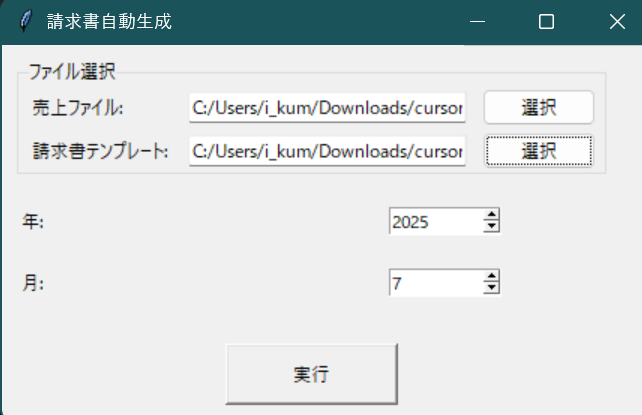 請求書自動生成
ファイル選択
売上ファイル: C:/Users/i_kum/Downloads/cursor 選択
請求書テンプレート: C:/Users/i_kum/Downloads/cursor 選択
年: 2025
月: 7
実行